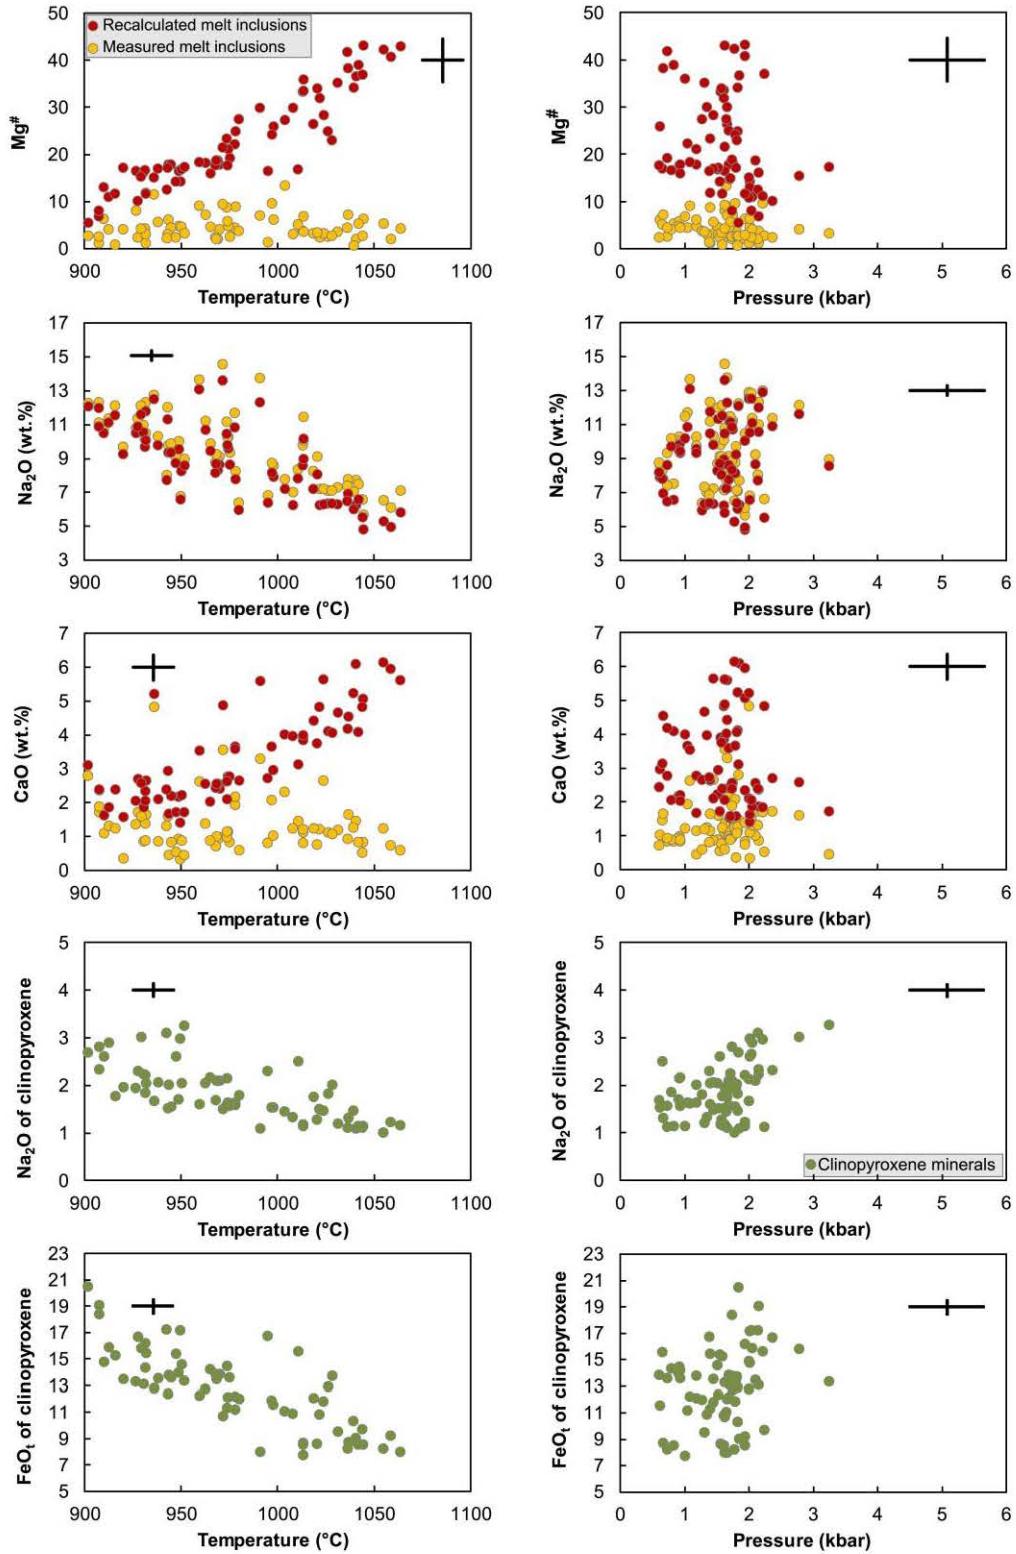 50
40
30
20
10
0
Mg#
Recalculated melt inclusions
Measured melt inclusions
900 950 1000 1050 1100
Temperature (°C)
50
40
30
20
10
0
Mg#
0 1 2 3 4 5 6
Pressure (kbar)
17
15
13
11
9
7
5
3
Na2O (wt.%)
900 950 1000 1050 1100
Temperature (°C)
17
15
13
11
9
7
5
3
Na2O (wt.%)
0 1 2 3 4 5 6
Pressure (kbar)
7
6
5
4
3
2
1
0
CaO (wt.%)
900 950 1000 1050 1100
Temperature (°C)
7
6
5
4
3
2
1
0
CaO (wt.%)
0 1 2 3 4 5 6
Pressure (kbar)
5
4
3
2
1
0
Na2O of clinopyroxene
900 950 1000 1050 1100
Temperature (°C)
5
4
3
2
1
0
Na2O of clinopyroxene
Clinopyroxene minerals
0 1 2 3 4 5 6
Pressure (kbar)
23
21
19
17
15
13
11
9
7
5
FeOt of clinopyroxene
900 950 1000 1050 1100
Temperature (°C)
23
21
19
17
15
13
11
9
7
5
FeOt of clinopyroxene
0 1 2 3 4 5 6
Pressure (kbar)